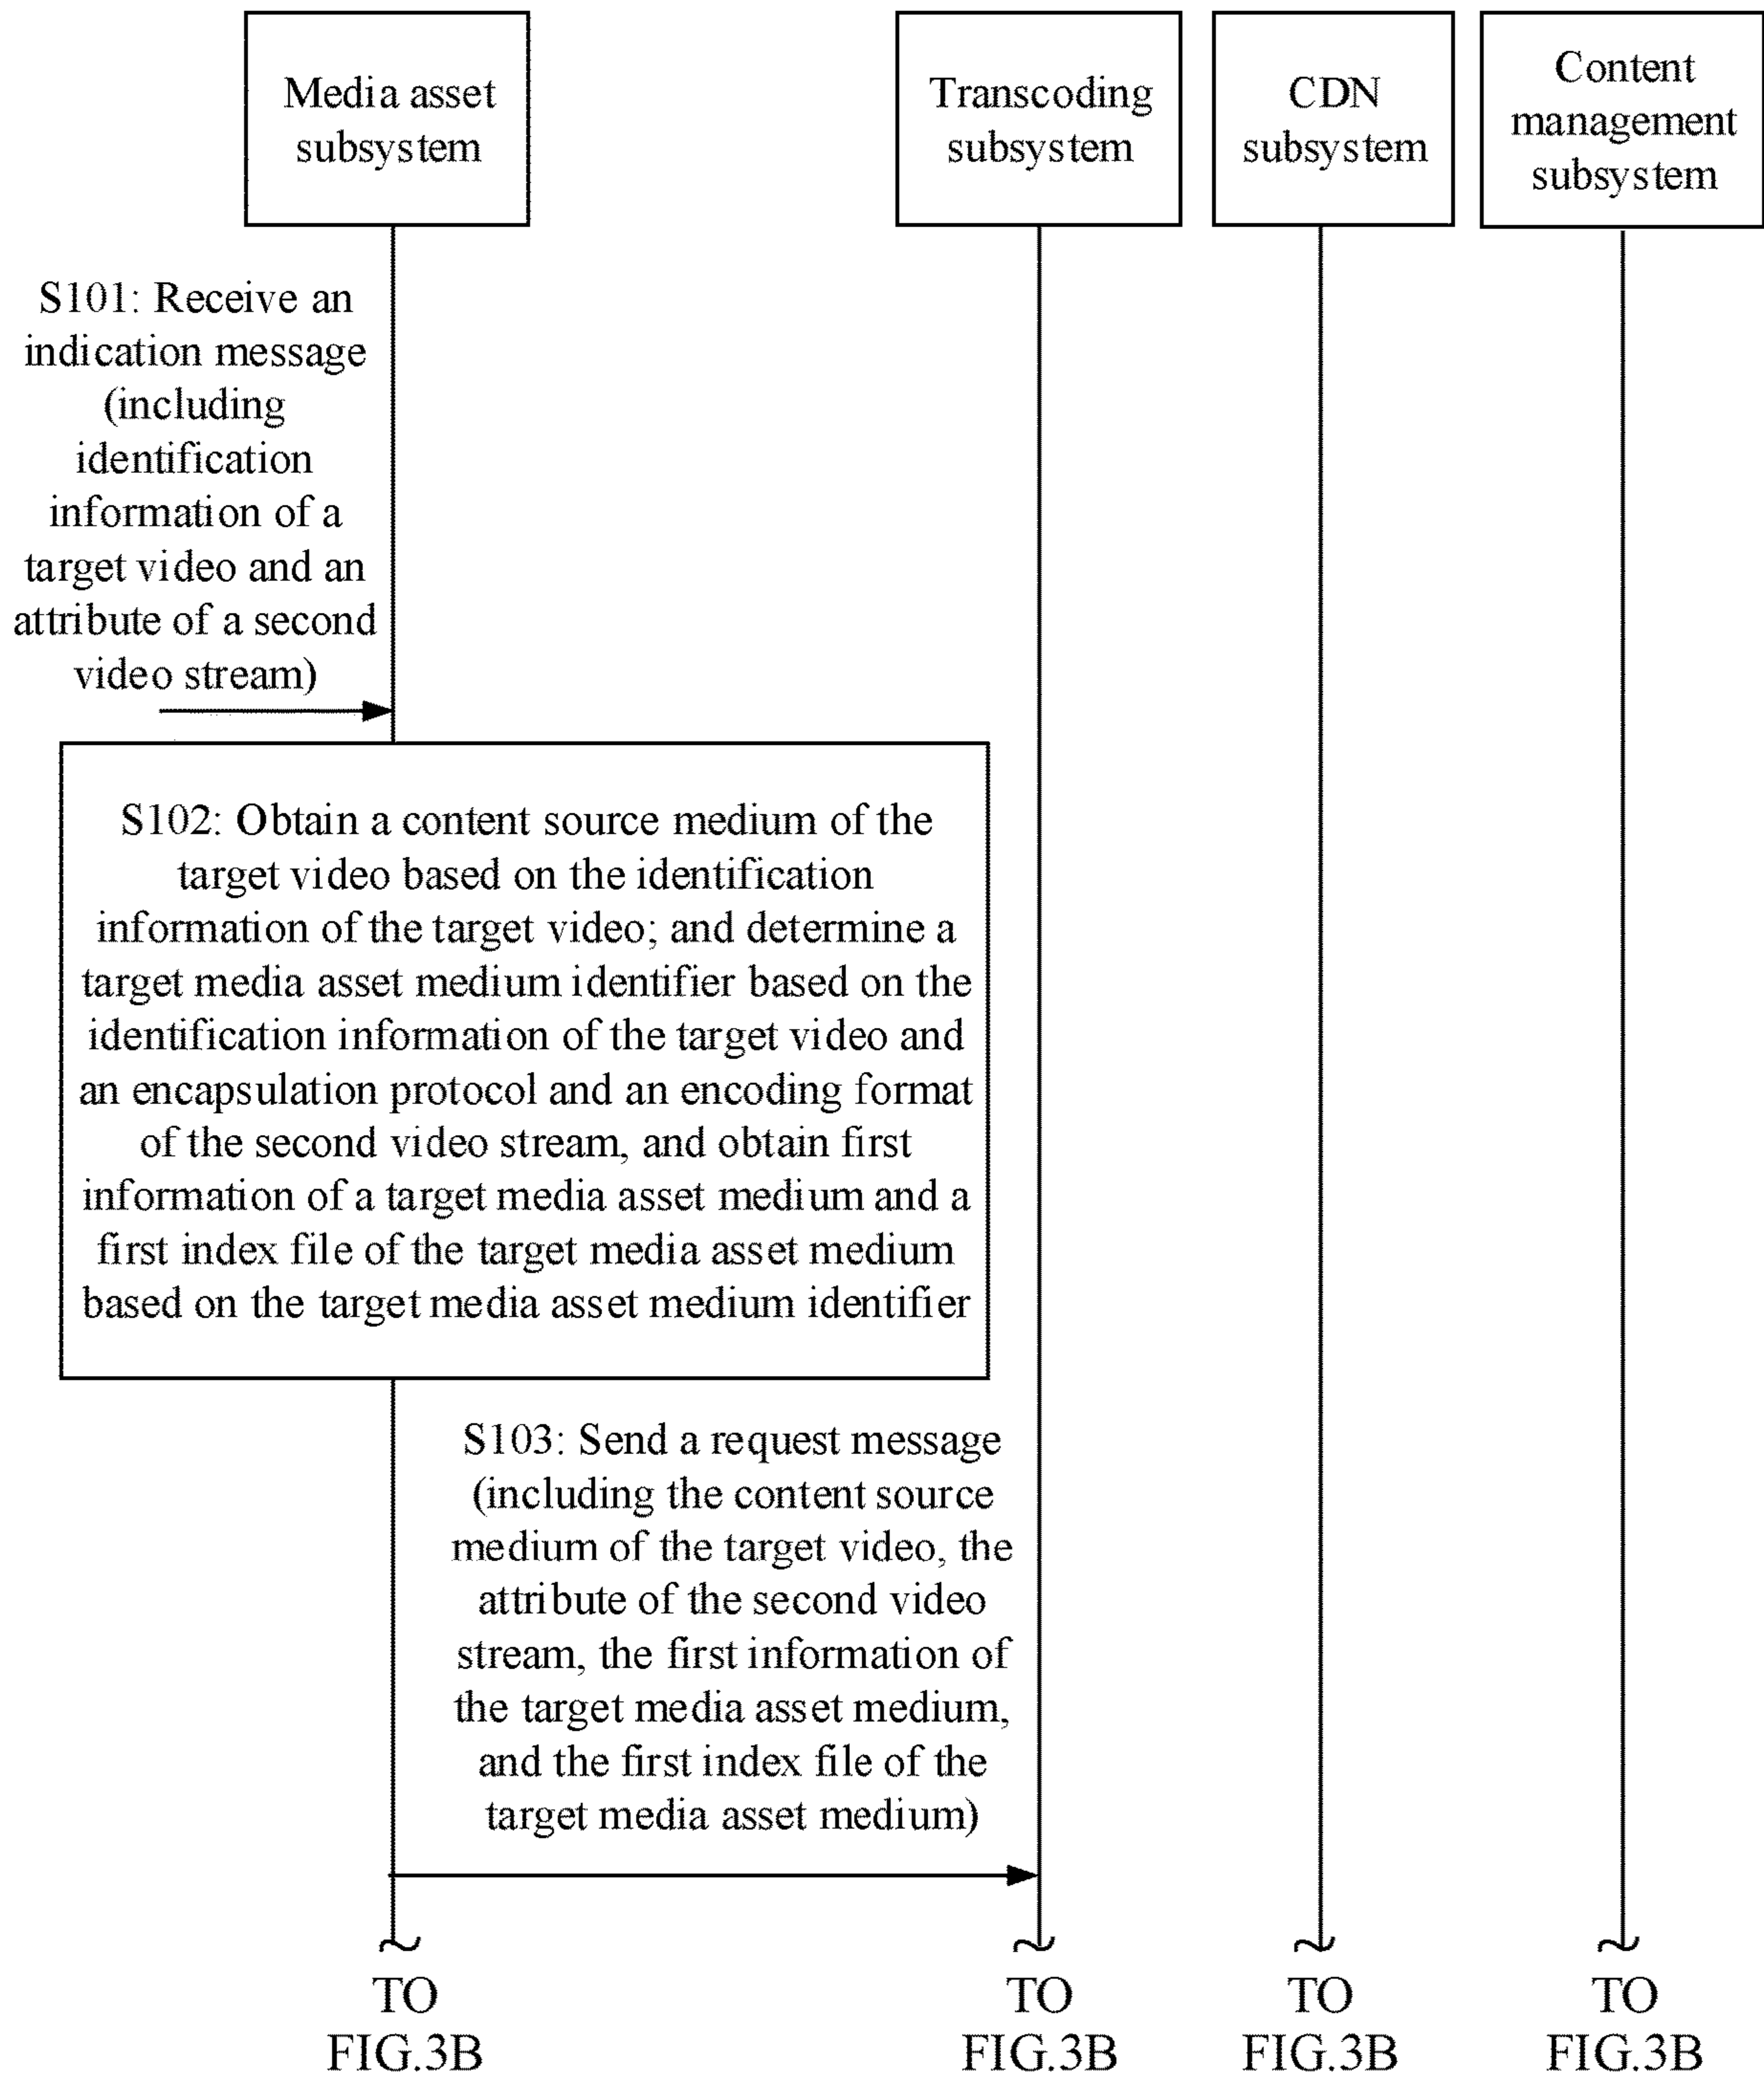 Media asset
subsystem
Transcoding
subsystem
CDN
subsystem
Content
management
subsystem
S101: Receive an
indication message
(including
identification
information of a
target video and an
attribute of a second
video stream)
S102: Obtain a content source medium of the
target video based on the identification
information of the target video; and determine a
target media asset medium identifier based on the
identification information of the target video and
an encapsulation protocol and an encoding format
of the second video stream, and obtain first
information of a target media asset medium and a
first index file of the target media asset medium
based on the target media asset medium identifier
S103: Send a request message
(including the content source
medium of the target video, the
attribute of the second video
stream, the first information of
the target media asset medium,
and the first index file of the
target media asset medium)
TO
FIG.3B
TO
FIG.3B
TO
FIG.3B
TO
FIG.3B